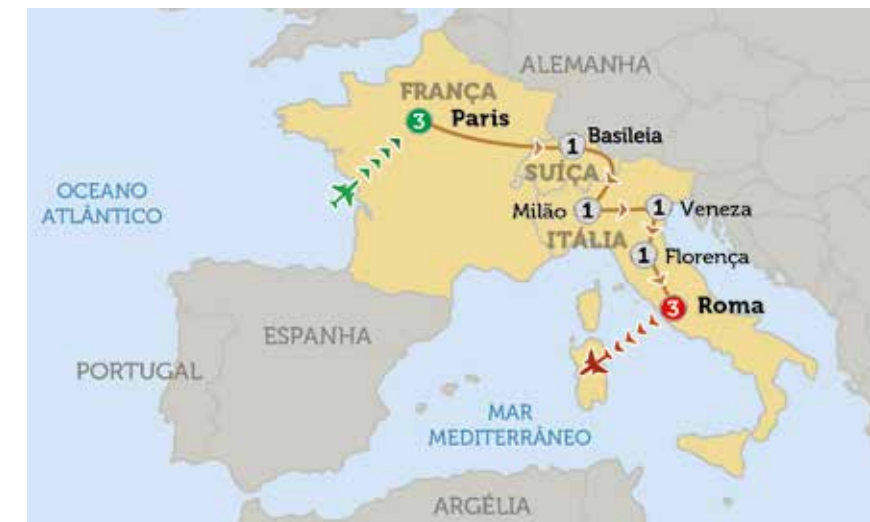 ALEMANHA
FRANÇA
3 Paris
1 Basileia
SUÍÇA
OCEANO
ATLÂNTICO
Milão 1
1 Veneza
ITÁLIA
1 Florença
3 Roma
ESPANHA
PORTUGAL
MAR
MEDITERRÂNEO
ARGÉLIA